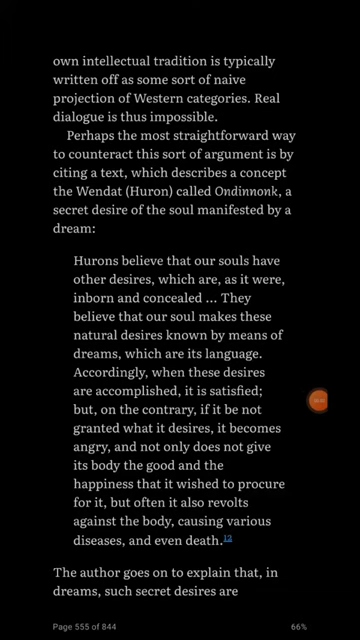 own intellectual tradition is typically
written off as some sort of naive
projection of Western categories. Real
dialogue is thus impossible.
Perhaps the most straightforward way
to counteract this sort of argument is by
citing a text, which describes a concept
the Wendat (Huron) called Ondinnonk, a
secret desire of the soul manifested by a
dream:
Hurons believe that our souls have
other desires, which are, as it were,
inborn and concealed … They
believe that our soul makes these
natural desires known by means of
dreams, which are its language.
Accordingly, when these desires
are accomplished, it is satisfied;
but, on the contrary, if it be not
granted what it desires, it becomes
angry, and not only does not give
its body the good and the
happiness that it wished to procure
for it, but often it also revolts
against the body, causing various
diseases, and even death.12
The author goes on to explain that, in
dreams, such secret desires are
Page 555 of 844
66%